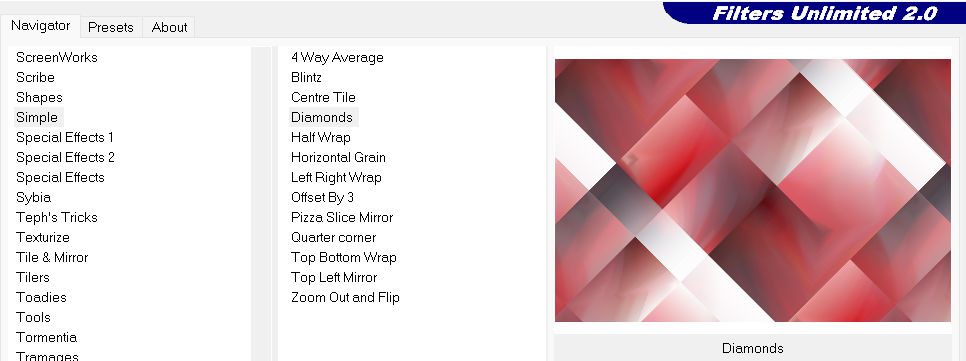 Filters Unlimited 2.0
Navigator Presets About
ScreenWorks
Scribe
Shapes
Simple
Special Effects 1
Special Effects 2
Special Effects
Sybia
Teph's Tricks
Texturize
Tile & Mirror
Tilers
Toadies
Tools
Tormentia
Tramages
4 Way Average
Blintz
Centre Tile
Diamonds
Half Wrap
Horizontal Grain
Left Right Wrap
Offset By 3
Pizza Slice Mirror
Quarter corner
Top Bottom Wrap
Top Left Mirror
Zoom Out and Flip
Diamonds